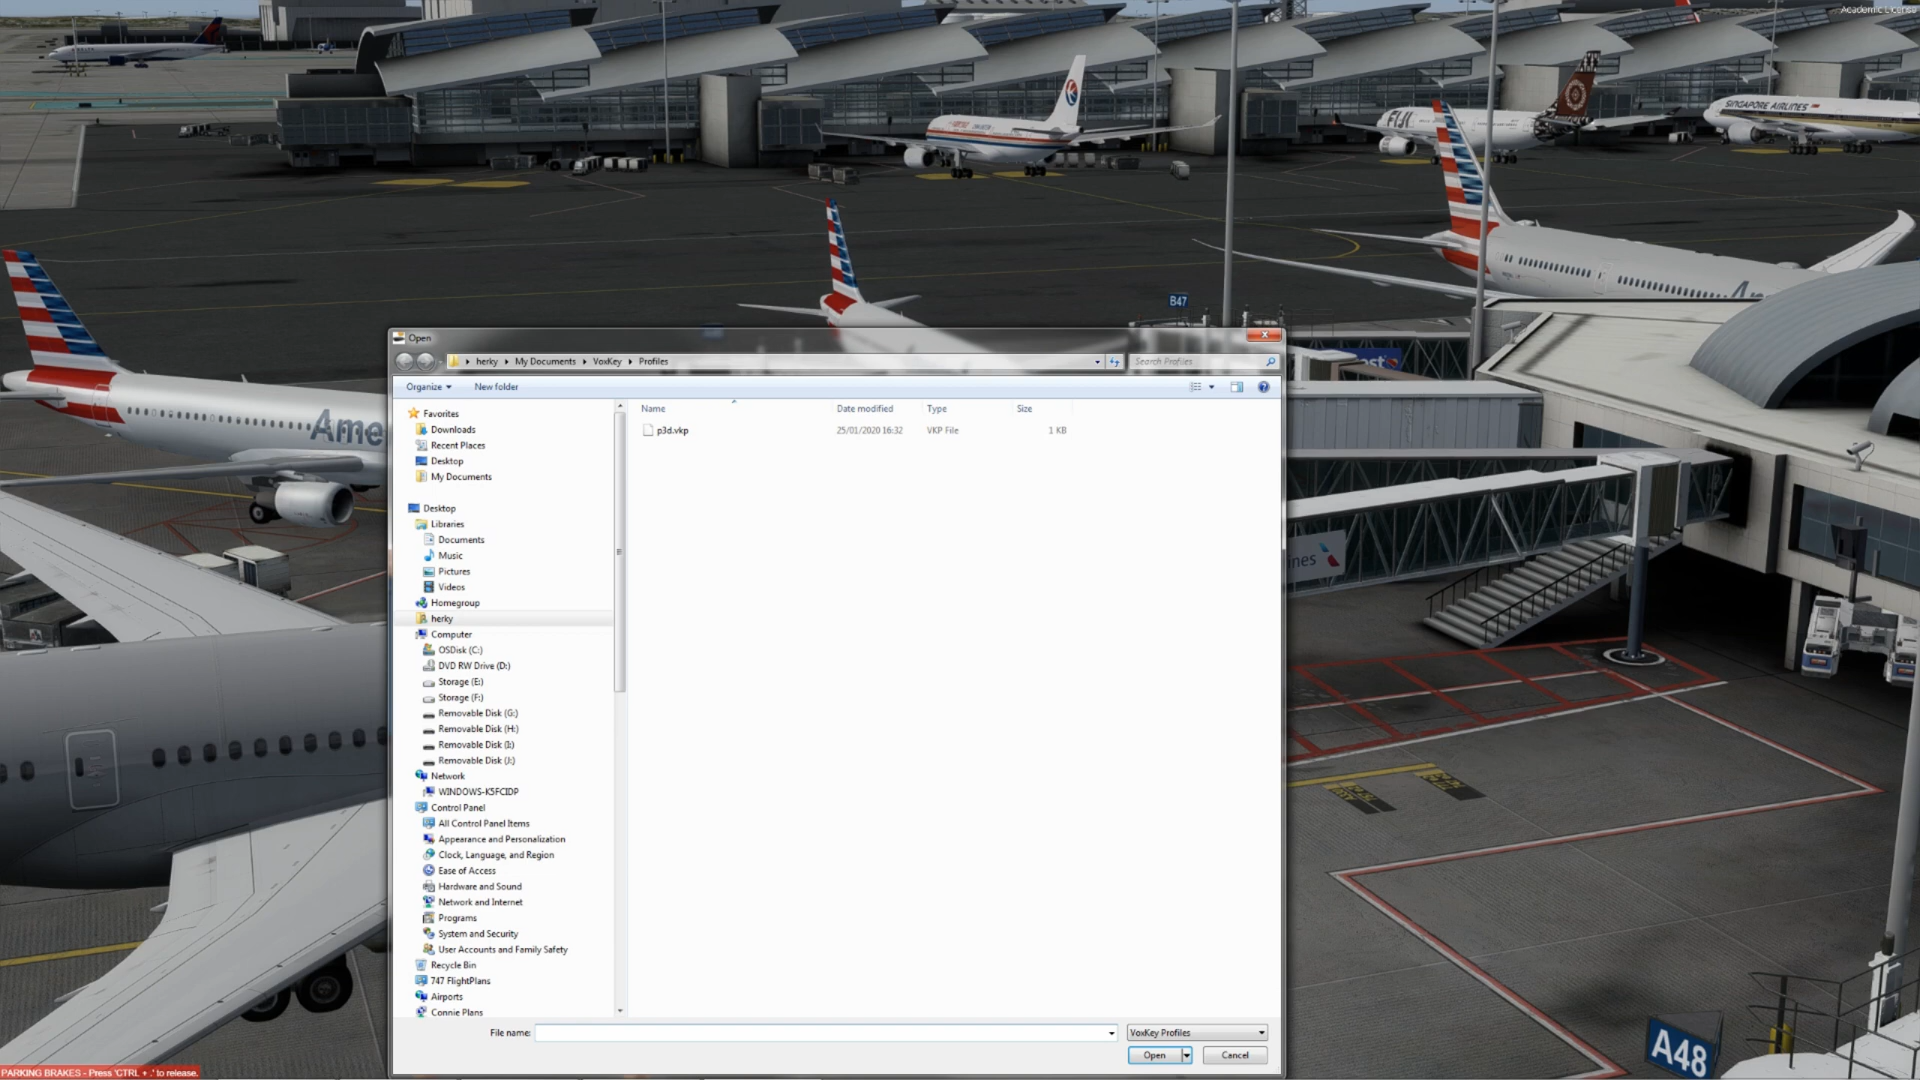 Academic License
SINGAPORE AIRLINES
FIJI
B47
Open
herky
My Documents
VoxKey
Profiles
Search Profiles
Organize
New folder
Name
Date modified
Type
Size
p3d.vkp
25/01/2020 16:32
VKP File
1 KB
Favorites
Downloads
Recent Places
Desktop
My Documents
Desktop
Libraries
Documents
Music
Pictures
Videos
Homegroup
herky
Computer
OSDisk (C:)
DVD RW Drive (D:)
Storage (E:)
Storage (F:)
Removable Disk (G:)
Removable Disk (H:)
Removable Disk (I:)
Removable Disk (J:)
Network
WINDOWS-K5FCIDP
Control Panel
All Control Panel Items
Appearance and Personalization
Clock, Language, and Region
Ease of Access
Hardware and Sound
Network and Internet
Programs
System and Security
User Accounts and Family Safety
Recycle Bin
747 FlightPlans
Airports
Connie Plans
File name:
VoxKey Profiles
Open
Cancel
Ame
ines
A48
PARKING BRAKES - Press 'CTRL + .' to release.